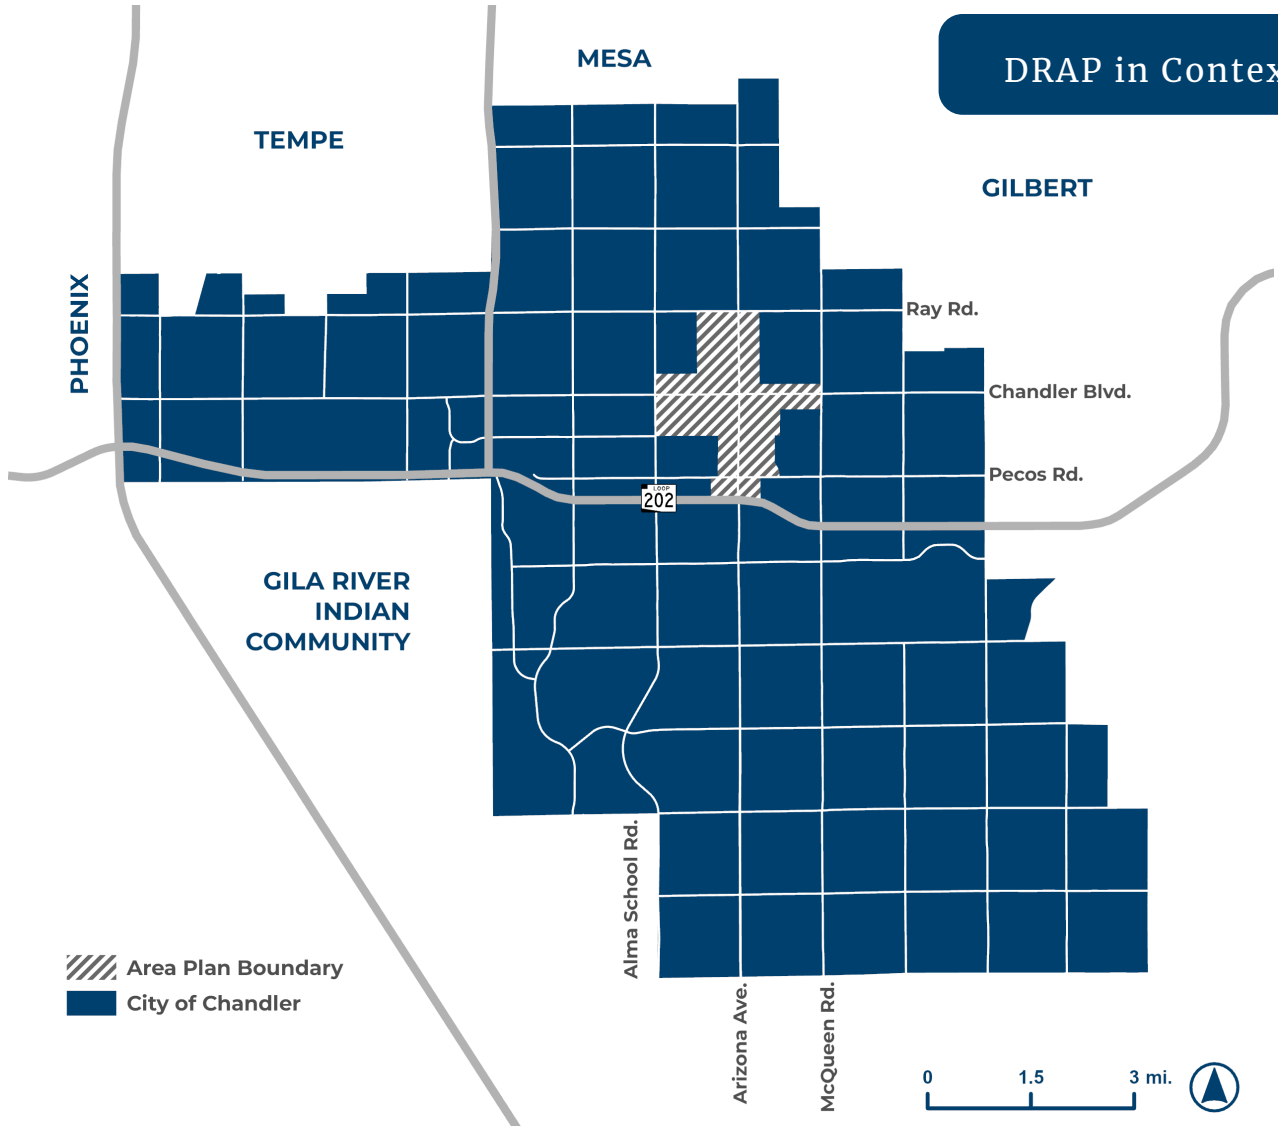 DRAP in Contex
MESA
TEMPE
GILBERT
PHOENIX
Ray Rd.
Chandler Blvd.
Pecos Rd.
LOOP
202
GILA RIVER
INDIAN
COMMUNITY
Alma School Rd.
Arizona Ave.
McQueen Rd.
Area Plan Boundary
City of Chandler
0 1.5 3 mi.